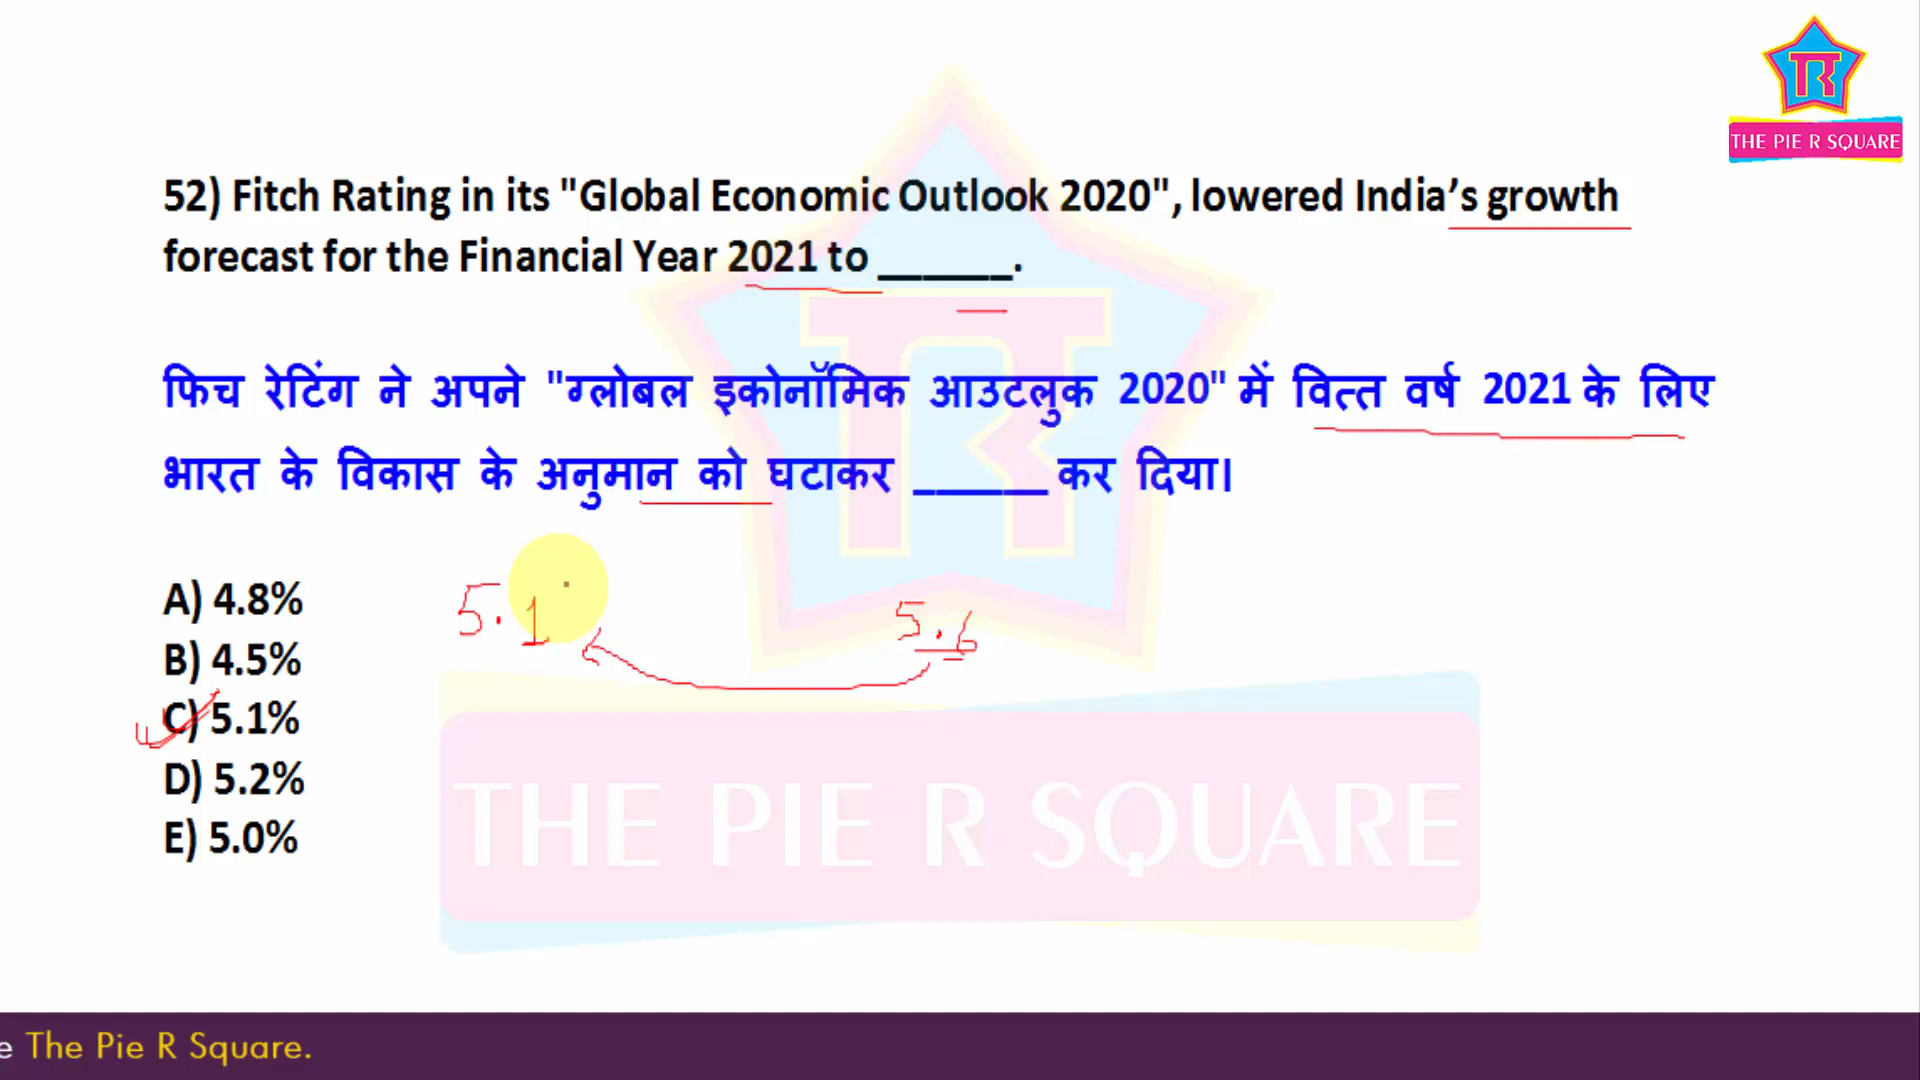 THE PIE R SQUARE
52) Fitch Rating in its "Global Economic Outlook 2020", lowered India’s growth
forecast for the Financial Year 2021 to ______.
फिच रेटिंग ने अपने "ग्लोबल इकोनॉमिक आउटलुक 2020" में वित्त वर्ष 2021 के लिए
भारत के विकास के अनुमान को घटाकर ______ कर दिया।
A) 4.8%
5.1
5.6
B) 4.5%
C) 5.1%
D) 5.2%
E) 5.0%
THE PIE R SQUARE
e The Pie R Square.